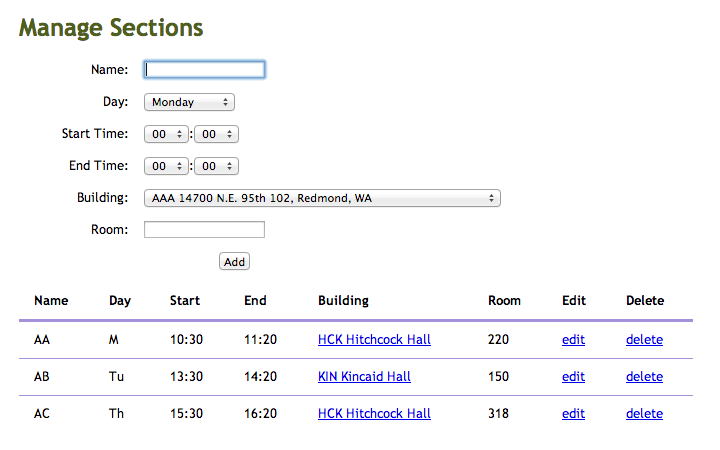 Manage Sections
Name:
Day: Monday
Start Time: 00 : 00
End Time: 00 : 00
Building: AAA 14700 N.E. 95th 102, Redmond, WA
Room:
Add
Name Day Start End Building Room Edit Delete
AA M 10:30 11:20 HCK Hitchcock Hall 220 edit delete
AB Tu 13:30 14:20 KIN Kincaid Hall 150 edit delete
AC Th 15:30 16:20 HCK Hitchcock Hall 318 edit delete